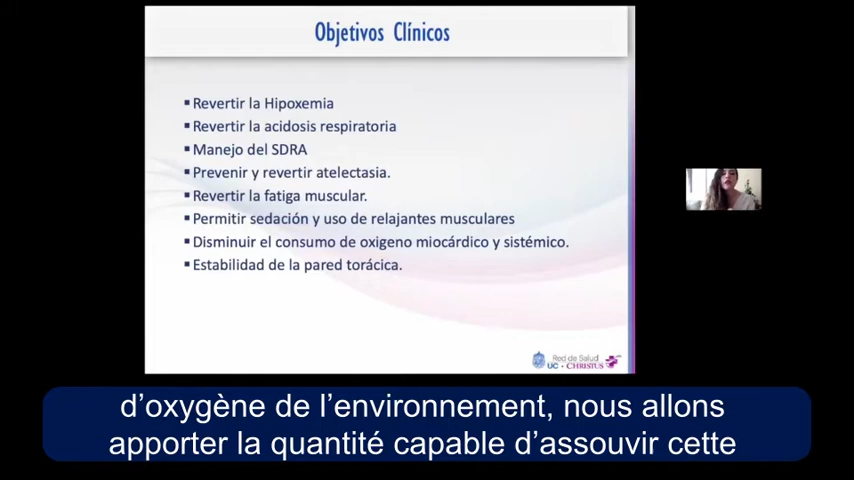 Objetivos Clínicos
▪ Revertir la Hipoxemia
▪ Revertir la acidosis respiratoria
▪ Manejo del SDRA
▪ Prevenir y revertir atelectasia.
▪ Revertir la fatiga muscular.
▪ Permitir sedación y uso de relajantes musculares
▪ Disminuir el consumo de oxigeno miocárdico y sistémico.
▪ Estabilidad de la pared torácica.
Red de Salud
UC • CHRISTUS
d’oxygène de l’environnement, nous allons
apporter la quantité capable d’assouvir cette